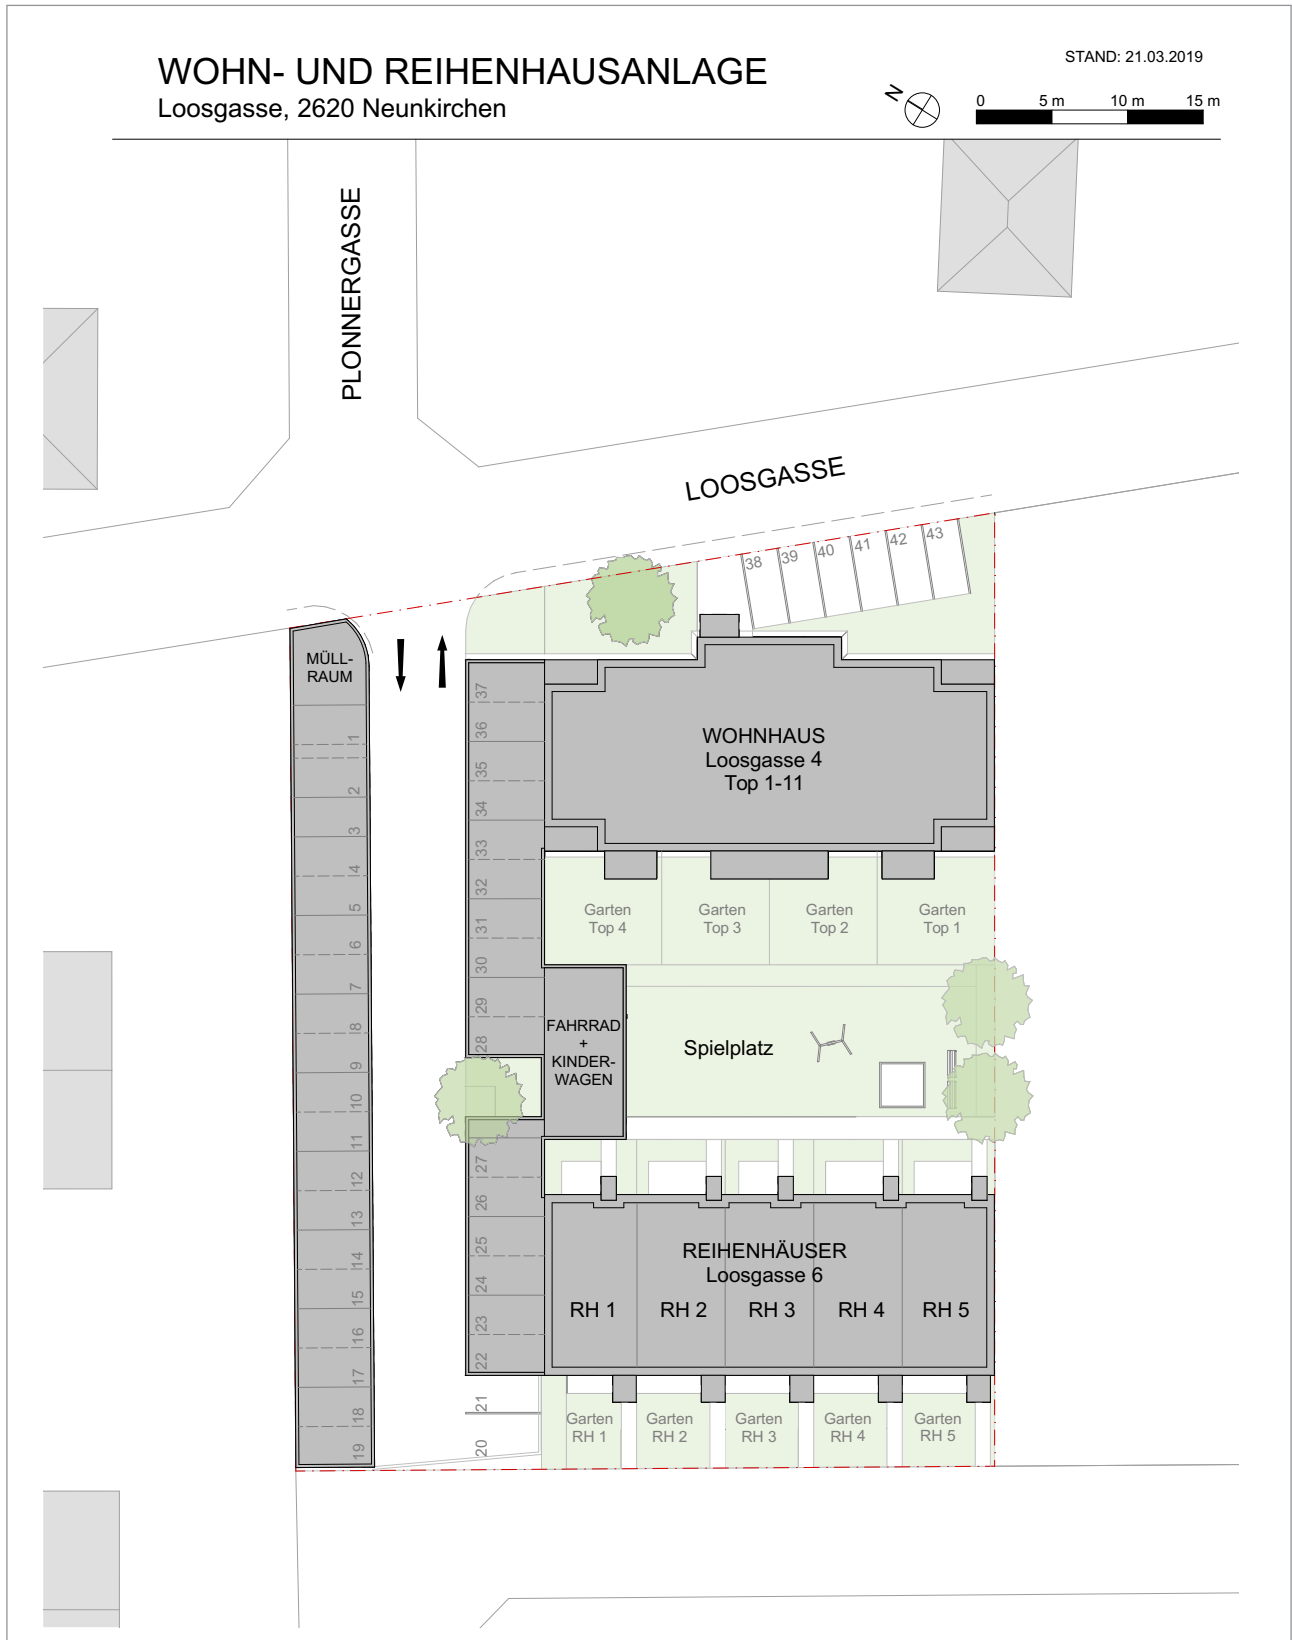 WOHN- UND REIHENHAUSANLAGE
Loosgasse, 2620 Neunkirchen
STAND: 21.03.2019
N
0 5 m 10 m 15 m
PLONNERGASSE
LOOSGASSE
38 39 40 41 42 43
MÜLL-
RAUM
1
2
3
4
5
6
7
8
9
10
11
12
13
14
15
16
17
18
19
37
36
35
34
33
32
31
30
29
28
27
26
25
24
23
22
21
20
WOHNHAUS
Loosgasse 4
Top 1-11
Garten
Top 4
Garten
Top 3
Garten
Top 2
Garten
Top 1
FAHRRAD
+
KINDER-
WAGEN
Spielplatz
REIHENHÄUSER
Loosgasse 6
RH 1 RH 2 RH 3 RH 4 RH 5
Garten
RH 1
Garten
RH 2
Garten
RH 3
Garten
RH 4
Garten
RH 5